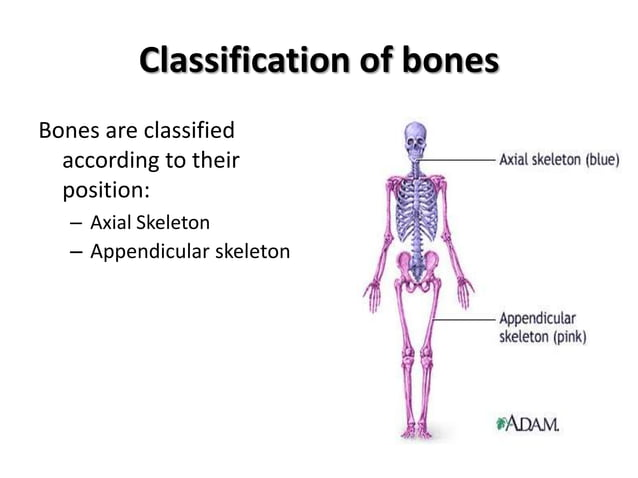 Classification of bones
Bones are classified
according to their
position:
– Axial Skeleton
– Appendicular skeleton
Axial skeleton (blue)
Appendicular
skeleton (pink)
ADAM.